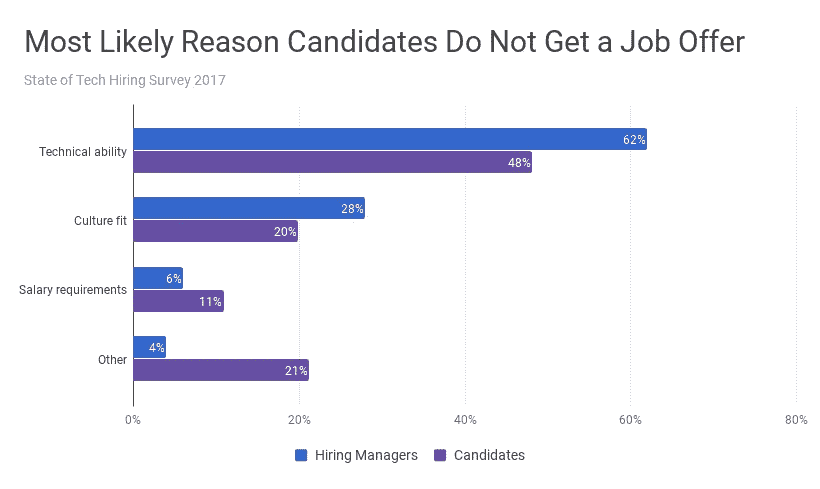 Most Likely Reason Candidates Do Not Get a Job Offer
State of Tech Hiring Survey 2017
Technical ability
62%
48%
Culture fit
28%
20%
Salary requirements
6%
11%
Other
4%
21%
0% 20% 40% 60% 80%
Hiring Managers Candidates